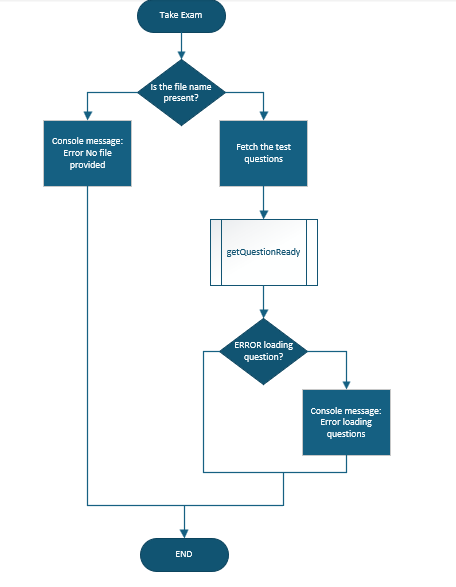 Take Exam
Is the file name
present?
Console message:
Error No file
provided
Fetch the test
questions
getQuestionReady
ERROR loading
question?
Console message:
Error loading
questions
END